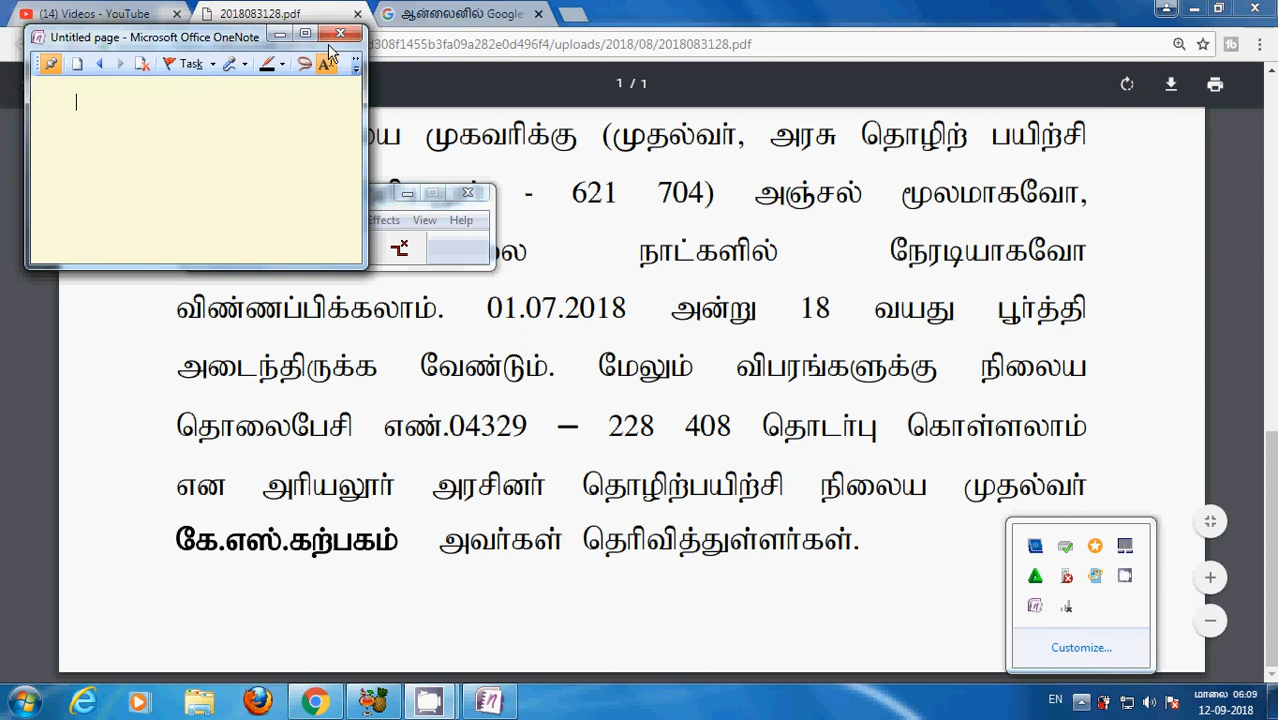 (14) Videos - YouTube
2018083128.pdf
ஆன்லைனில் Google
Untitled page - Microsoft Office OneNote
d308f1455b3fa09a282e0d496f4/uploads/2018/08/2018083128.pdf
Task
1 / 1
முகவரிக்கு (முதல்வர், அரசு தொழிற் பயிற்சி
- 621 704) அஞ்சல் மூலமாகவோ,
Effects View Help
நாட்களில் நேரடியாகவோ
விண்ணப்பிக்கலாம். 01.07.2018 அன்று 18 வயது பூர்த்தி
அடைந்திருக்க வேண்டும். மேலும் விபரங்களுக்கு நிலைய
தொலைபேசி எண்.04329 – 228 408 தொடர்பு கொள்ளலாம்
என அரியலூர் அரசினர் தொழிற்பயிற்சி நிலைய முதல்வர்
கே.எஸ்.கற்பகம் அவர்கள் தெரிவித்துள்ளர்கள்.
Customize...
EN
மாலை 06:09
12-09-2018